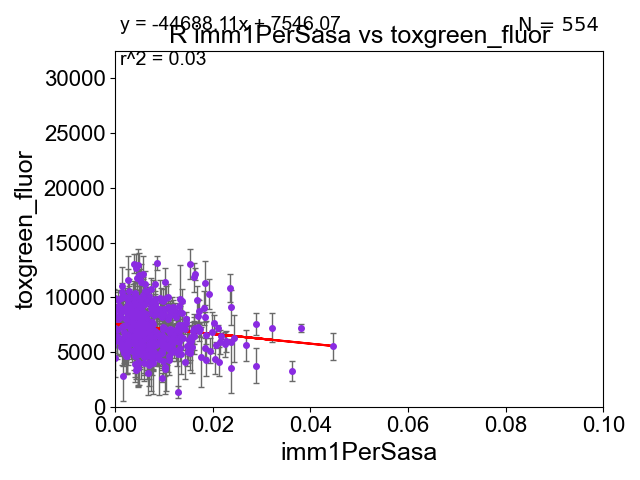 y = -44688.11x + 7546.07
N = 554
R imm1PerSasa vs toxgreen_fluor
r^2 = 0.03
30000
25000
20000
15000
10000
5000
0
toxgreen_fluor
0.00 0.02 0.04 0.06 0.08 0.10
imm1PerSasa